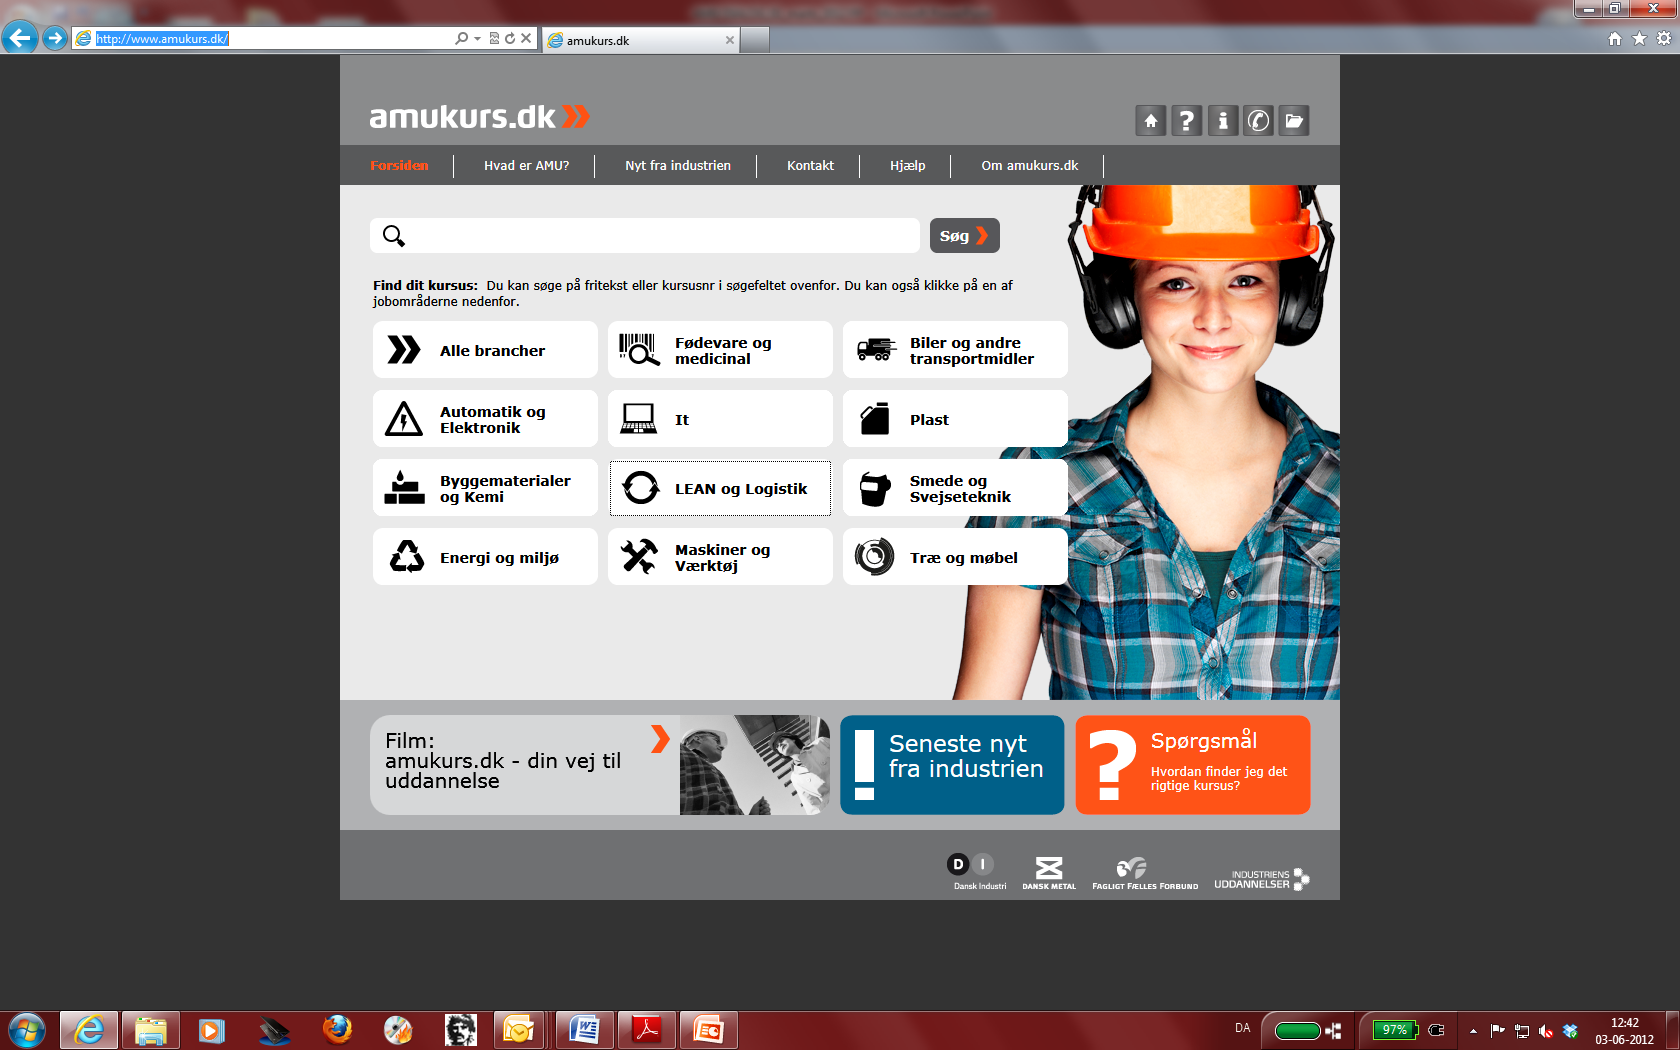 http://www.amukurs.dk/
amukurs.dk
amukurs.dk
Forsiden
Hvad er AMU?
Nyt fra industrien
Kontakt
Hjælp
Om amukurs.dk
Søg
Find dit kursus: Du kan søge på fritekst eller kursusnr i søgefeltet ovenfor. Du kan også klikke på en af
jobområderne nedenfor.
Alle brancher
Fødevare og
medicinal
Biler og andre
transportmidler
Automatik og
Elektronik
It
Plast
Byggematerialer
og Kemi
LEAN og Logistik
Smede og
Svejseteknik
Energi og miljø
Maskiner og
Værktøj
Træ og møbel
Film:
amukurs.dk - din vej til
uddannelse
!
Seneste nyt
fra industrien
?
Spørgsmål
Hvordan finder jeg det
rigtige kursus?
D I
Dansk Industri
DANSK METAL
FAGLIGT FÆLLES FORBUND
INDUSTRIENS
UDDANNELSER
DA
97%
12:42
03-06-2012